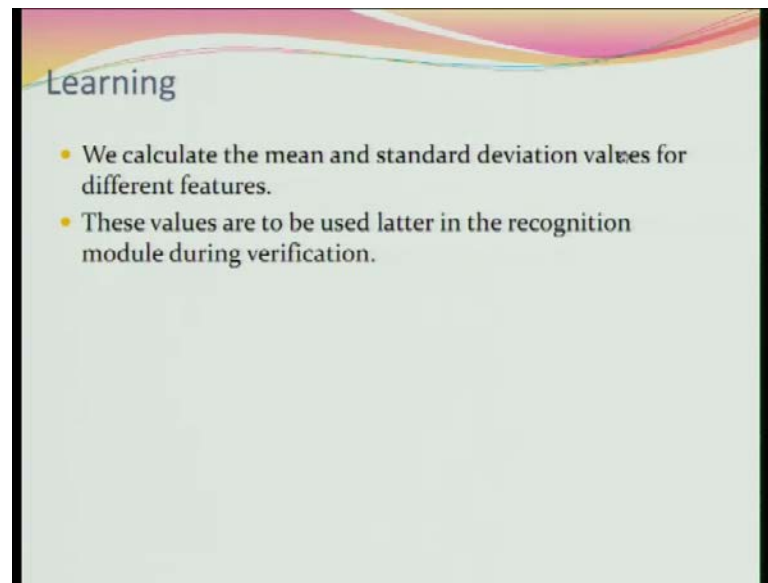 Learning
• We calculate the mean and standard deviation values for
different features.
• These values are to be used latter in the recognition
module during verification.